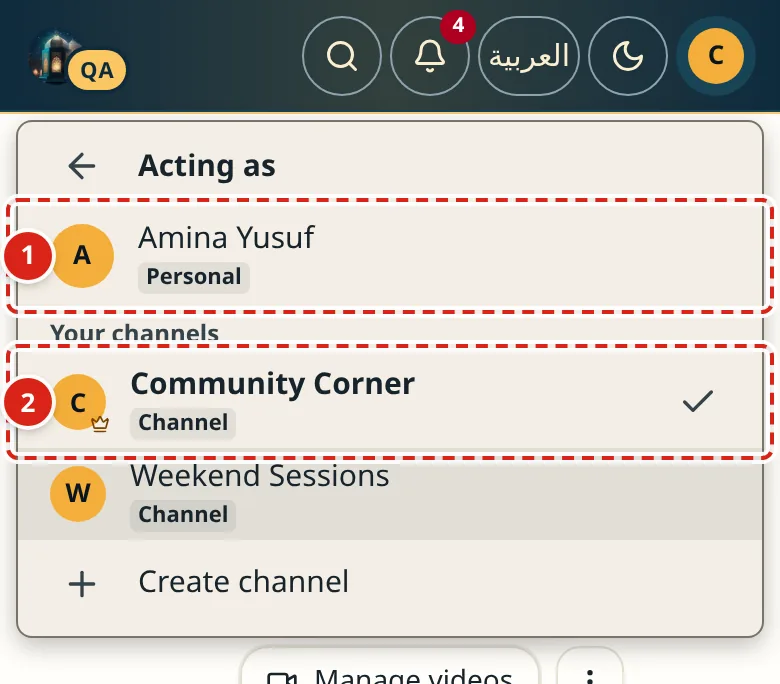 QA
4
العربية
C
Acting as
1
A
Amina Yusuf
Personal
Your channels
2
C
Community Corner
Channel
W
Weekend Sessions
Channel
Create channel
Manage videos